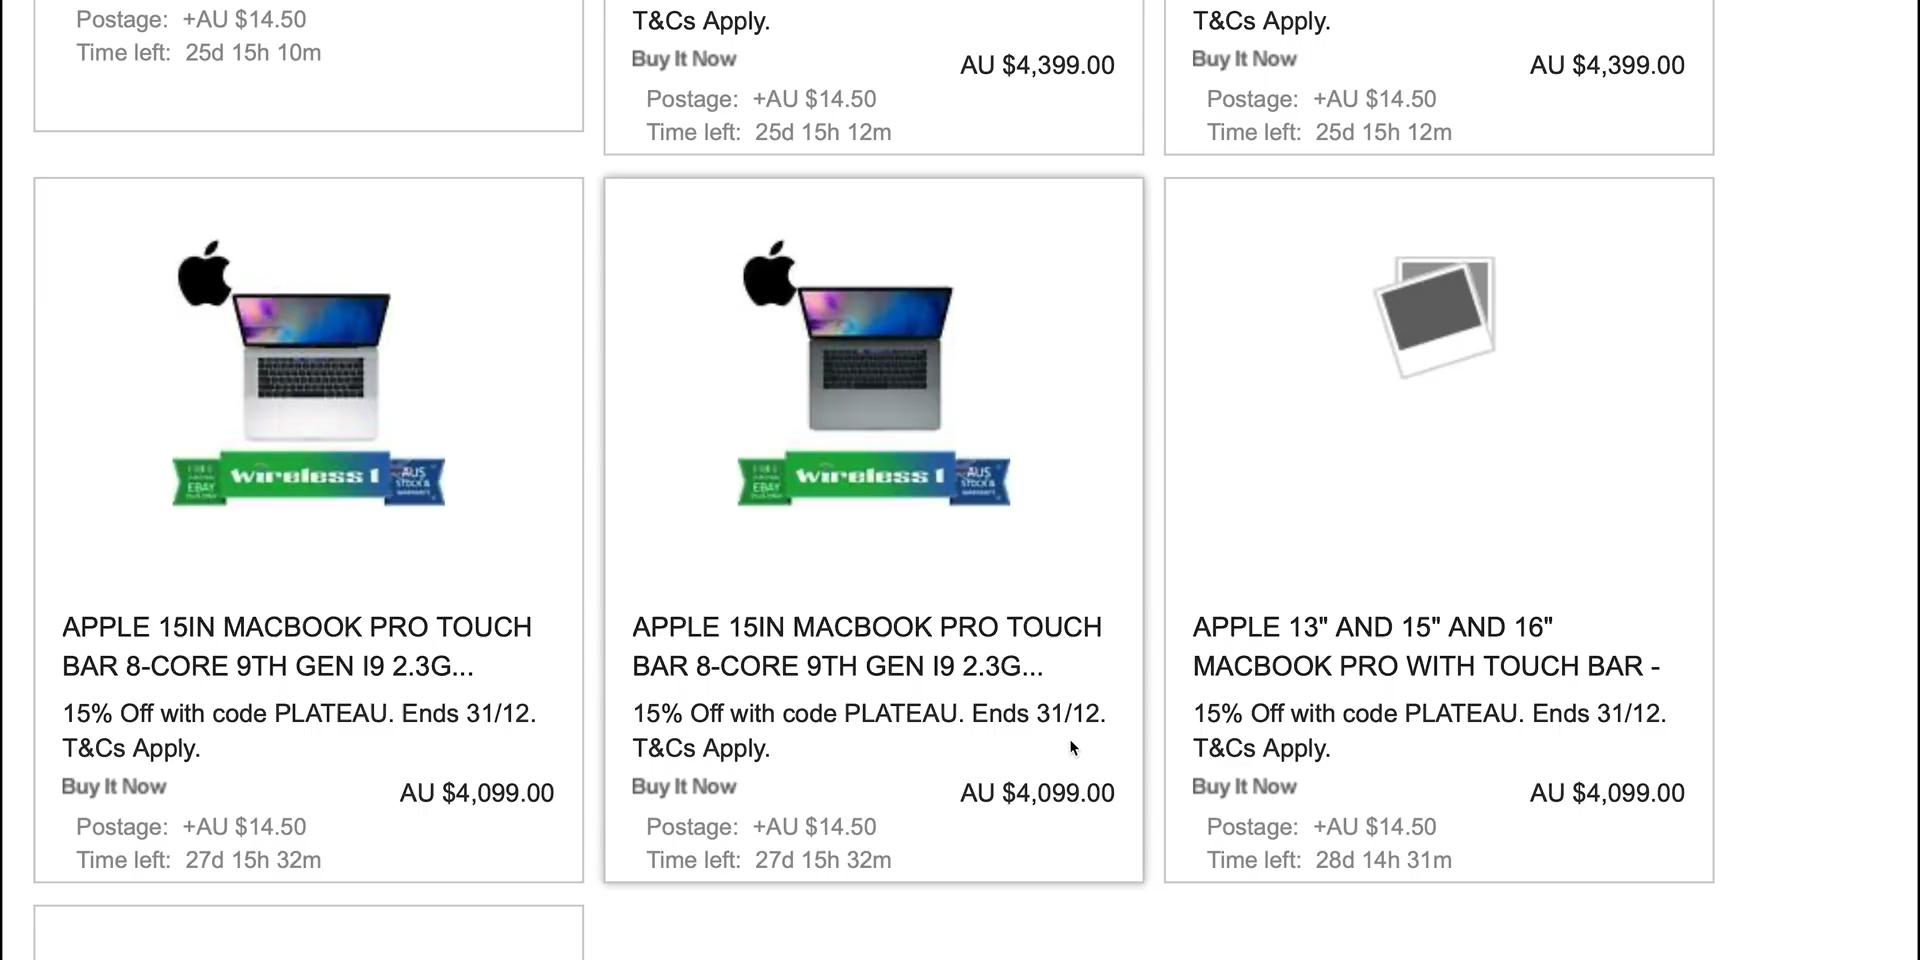 Postage: +AU $14.50
Time left: 25d 15h 10m
T&Cs Apply.
Buy It Now
AU $4,399.00
Postage: +AU $14.50
Time left: 25d 15h 12m
T&Cs Apply.
Buy It Now
AU $4,399.00
Postage: +AU $14.50
Time left: 25d 15h 12m
EBAY
wireless 1
AUS
STOCK &
WARRANTY
APPLE 15IN MACBOOK PRO TOUCH
BAR 8-CORE 9TH GEN I9 2.3G...
15% Off with code PLATEAU. Ends 31/12.
T&Cs Apply.
Buy It Now
AU $4,099.00
Postage: +AU $14.50
Time left: 27d 15h 32m
EBAY
wireless 1
AUS
STOCK &
WARRANTY
APPLE 15IN MACBOOK PRO TOUCH
BAR 8-CORE 9TH GEN I9 2.3G...
15% Off with code PLATEAU. Ends 31/12.
T&Cs Apply.
Buy It Now
AU $4,099.00
Postage: +AU $14.50
Time left: 27d 15h 32m
APPLE 13" AND 15" AND 16"
MACBOOK PRO WITH TOUCH BAR -
15% Off with code PLATEAU. Ends 31/12.
T&Cs Apply.
Buy It Now
AU $4,099.00
Postage: +AU $14.50
Time left: 28d 14h 31m